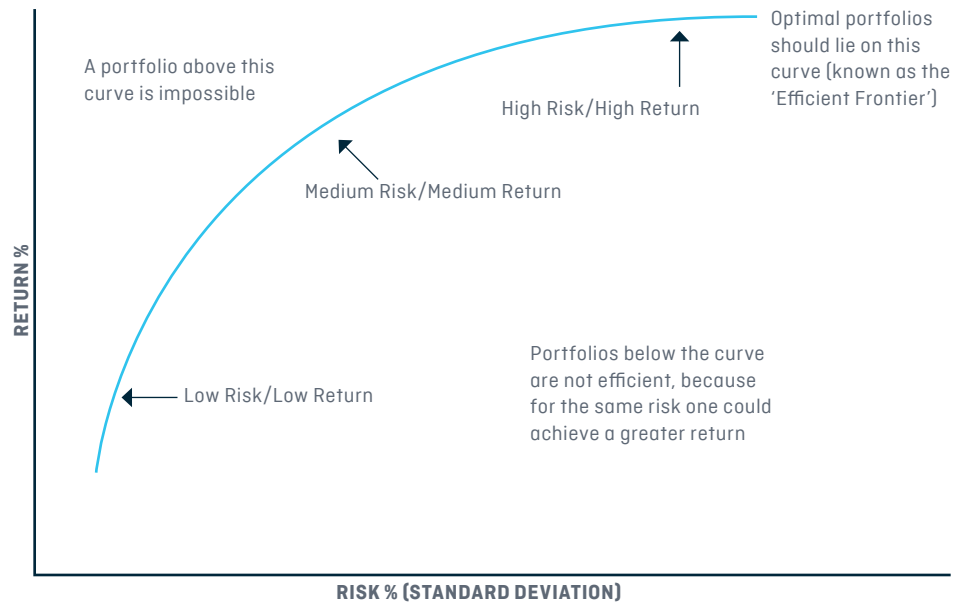 Optimal portfolios
should lie on this
curve (known as the
‘Efficient Frontier’)
A portfolio above this
curve is impossible
High Risk/High Return
Medium Risk/Medium Return
RETURN %
Portfolios below the curve
are not efficient, because
for the same risk one could
achieve a greater return
Low Risk/Low Return
RISK % (STANDARD DEVIATION)